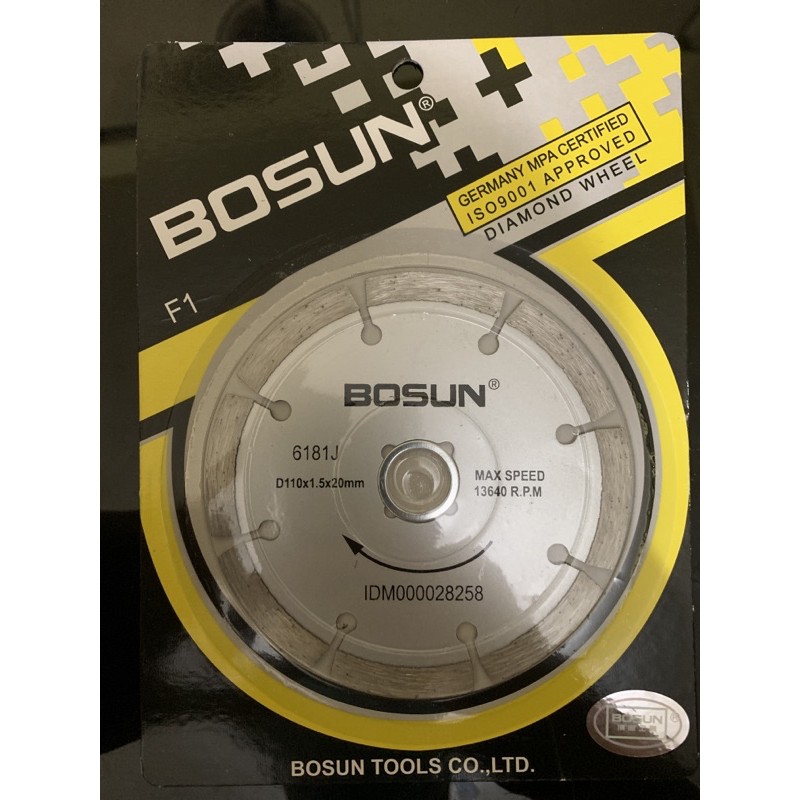 BOSUN®
GERMANY MPA CERTIFIED
ISO9001 APPROVED
DIAMOND WHEEL
F1
BOSUN®
6181J
D110x1.5x20mm
MAX SPEED
13640 R.P.M
IDM000028258
BOSUN®
BOSUN TOOLS CO.,LTD.